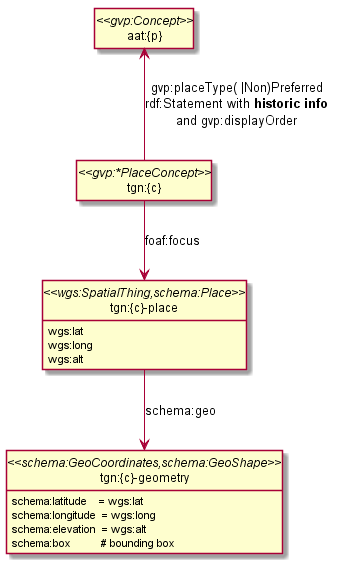 <<gvp:Concept>>
aat:{p}
gvp:placeType( |Non)Preferred
rdf:Statement with historic info
and gvp:displayOrder
<<gvp:*PlaceConcept>>
tgn:{c}
foaf:focus
<<wgs:SpatialThing,schema:Place>>
tgn:{c}-place
wgs:lat
wgs:long
wgs:alt
schema:geo
<<schema:GeoCoordinates,schema:GeoShape>>
tgn:{c}-geometry
schema:latitude = wgs:lat
schema:longitude = wgs:long
schema:elevation = wgs:alt
schema:box # bounding box